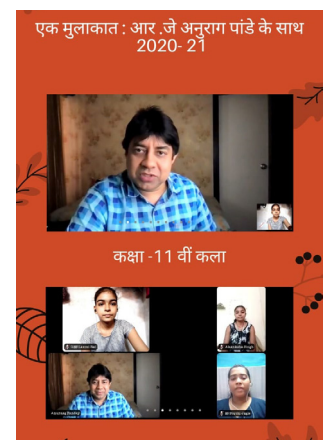 एक मुलाकात : आर .जे अनुराग पांडे के साथ
2020- 21
कक्षा -11 वीं कला